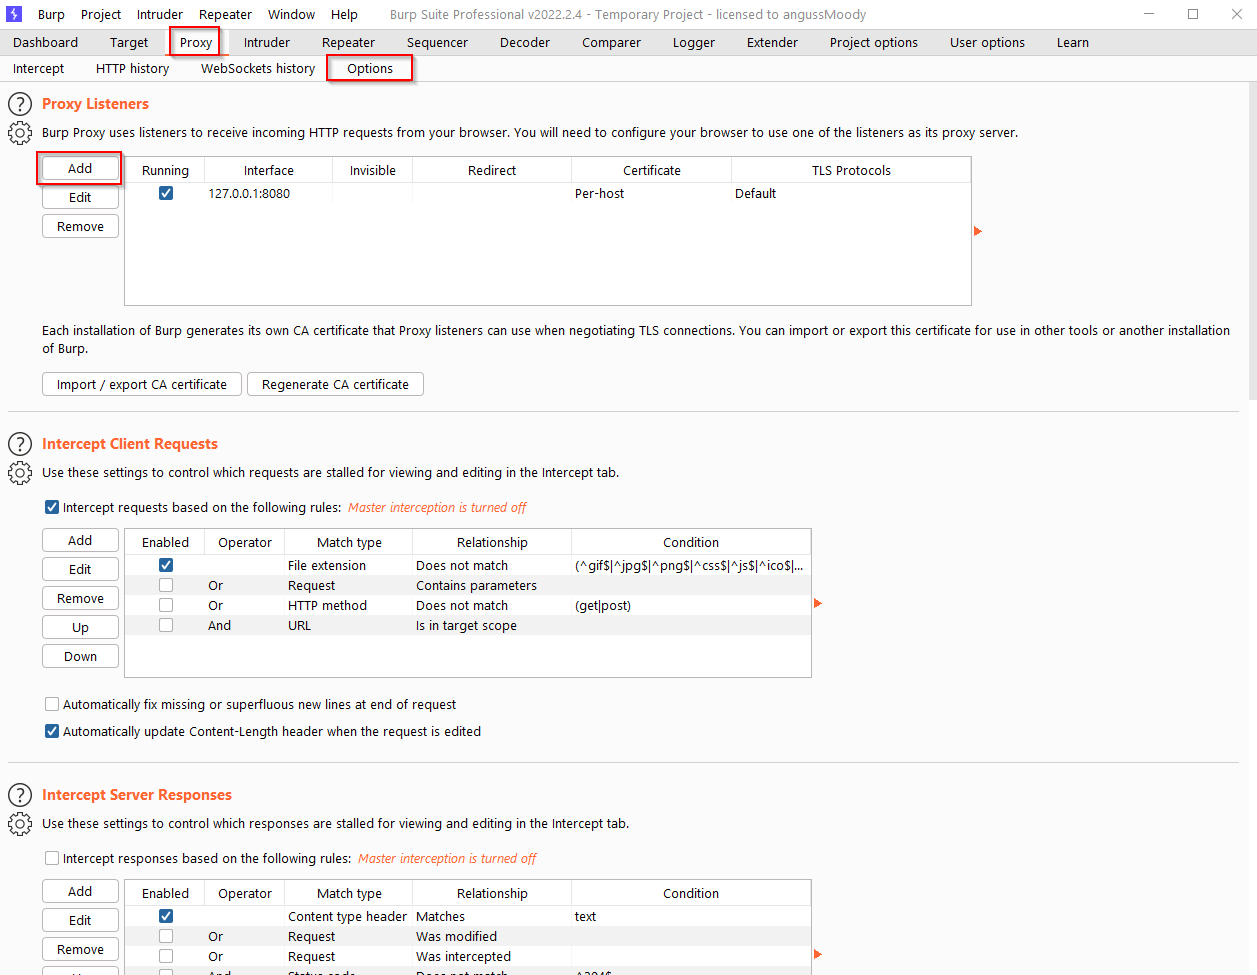 Burp Project Intruder Repeater Window Help Burp Suite Professional v2022.2.4 - Temporary Project - licensed to angussMoody
Dashboard Target Proxy Intruder Repeater Sequencer Decoder Comparer Logger Extender Project options User options Learn
Intercept HTTP history WebSockets history Options
Proxy Listeners
Burp Proxy uses listeners to receive incoming HTTP requests from your browser. You will need to configure your browser to use one of the listeners as its proxy server.
Add Running Interface Invisible Redirect Certificate TLS Protocols
Edit 127.0.0.1:8080 Per-host Default
Remove
Each installation of Burp generates its own CA certificate that Proxy listeners can use when negotiating TLS connections. You can import or export this certificate for use in other tools or another installation
of Burp.
Import / export CA certificate Regenerate CA certificate
Intercept Client Requests
Use these settings to control which requests are stalled for viewing and editing in the Intercept tab.
Intercept requests based on the following rules: Master interception is turned off
Add Enabled Operator Match type Relationship Condition
Edit File extension Does not match (^gif$|^jpg$|^png$|^css$|^js$|^ico$|...
Or Request Contains parameters
Remove Or HTTP method Does not match (get|post)
Up And URL Is in target scope
Down
Automatically fix missing or superfluous new lines at end of request
Automatically update Content-Length header when the request is edited
Intercept Server Responses
Use these settings to control which responses are stalled for viewing and editing in the Intercept tab.
Intercept responses based on the following rules: Master interception is turned off
Add Enabled Operator Match type Relationship Condition
Edit Content type header Matches text
Or Request Was modified
Remove Or Request Was intercepted
And Status code Does not match ^304$